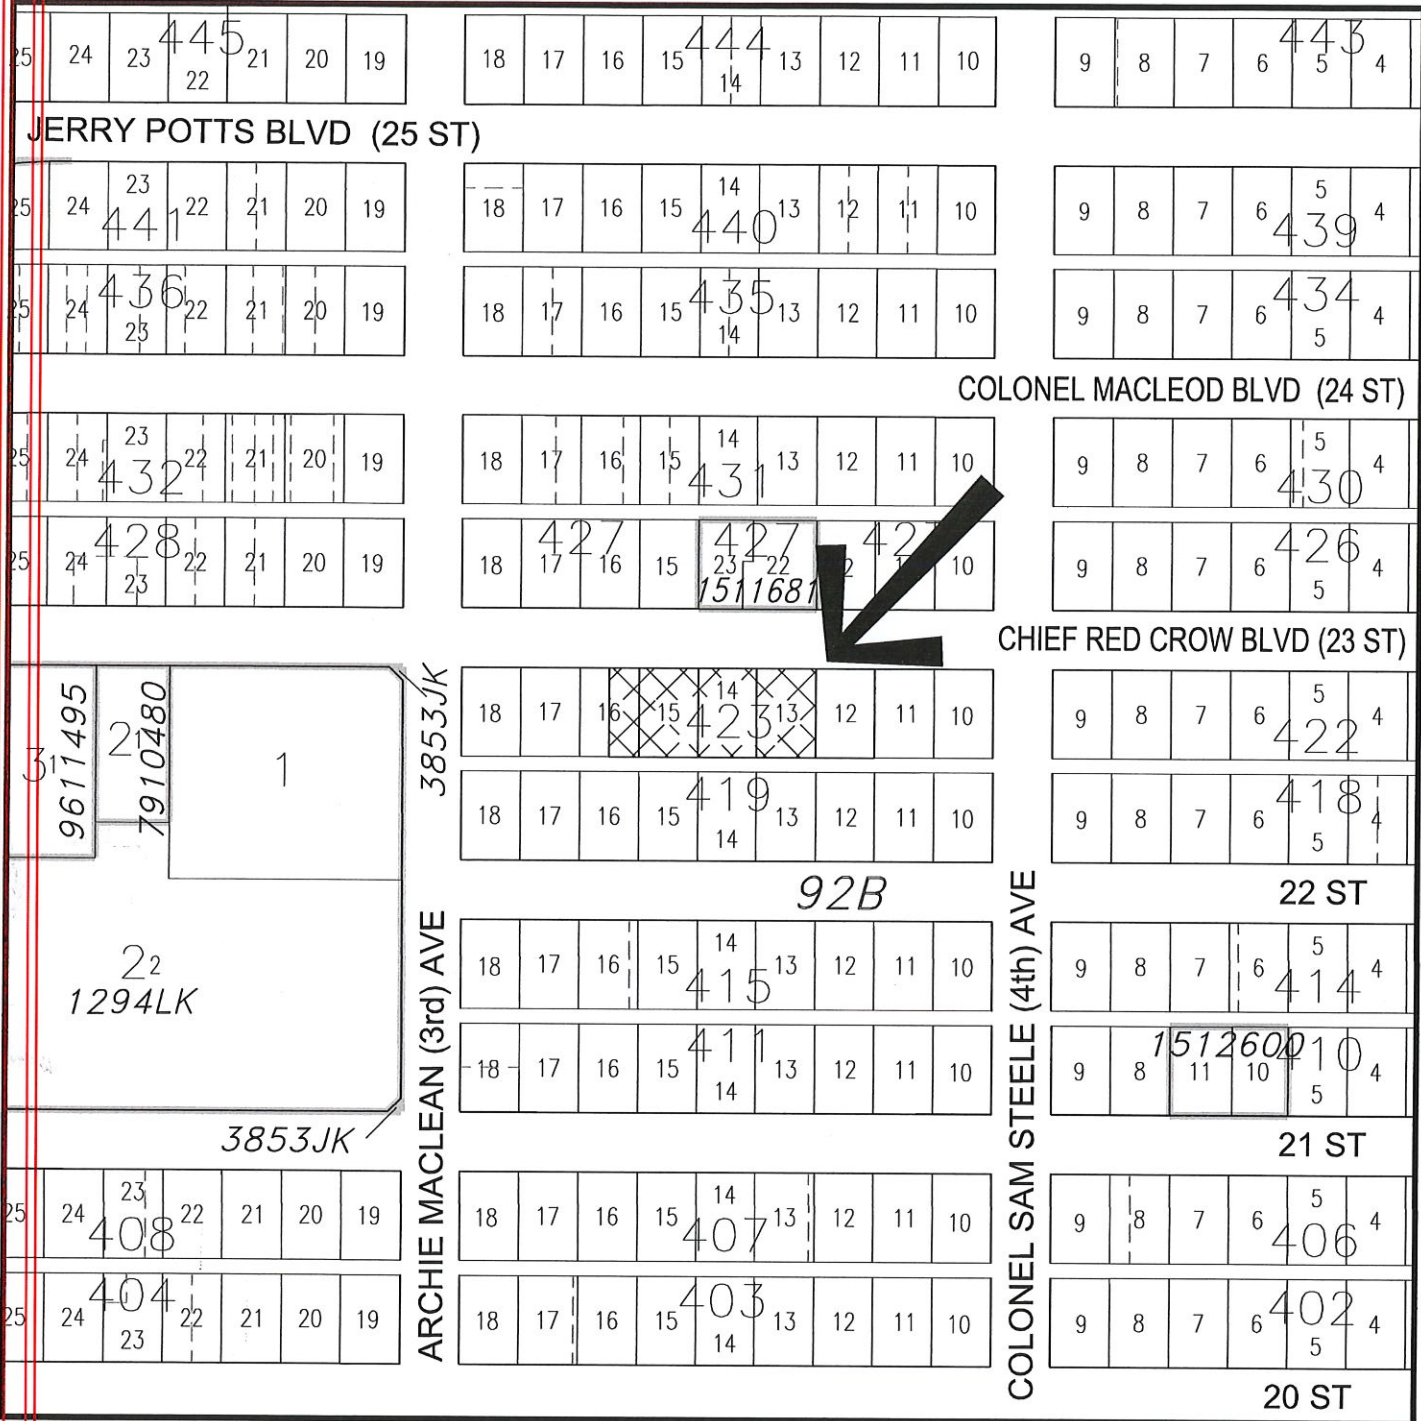 25 24 23 445 22 21 20 19 18 17 16 15 444 14 13 12 11 10 9 8 7 6 443 5 4
JERRY POTTS BLVD (25 ST)
25 24 23 441 22 21 20 19 18 17 16 15 14 440 13 12 11 10 9 8 7 6 5 439 4
25 24 436 23 22 21 20 19 18 17 16 15 435 14 13 12 11 10 9 8 7 6 434 5 4
COLONEL MACLEOD BLVD (24 ST)
25 24 23 432 22 21 20 19 18 17 16 15 14 431 13 12 11 10 9 8 7 6 5 430 4
25 24 428 23 22 21 19 18 17 427 16 15 427 23 22 1511681 10 9 8 7 6 426 5 4
CHIEF RED CROW BLVD (23 ST)
31 9611495 21 7910480 1
3853JK
18 17 16 15 14 423 13 12 11 10 9 8 7 6 5 422 4
18 17 16 15 419 14 13 12 11 10 9 8 7 6 418 5 4
92B
22 ST
22
1294LK
18 17 16 15 14 415 13 12 11 10 9 8 7 6 5 414 4
18 17 16 15 411 14 13 12 11 10 9 8 1512600 11 10 410 5 4
3853JK
21 ST
ARCHIE MACLEAN (3rd) AVE
COLONEL SAM STEELE (4th) AVE
25 24 23 408 22 21 20 19 18 17 16 15 14 407 13 12 11 10 9 8 7 6 5 406 4
25 24 404 23 22 21 20 19 18 17 16 15 403 14 13 12 11 10 9 8 7 6 402 5 4
20 ST